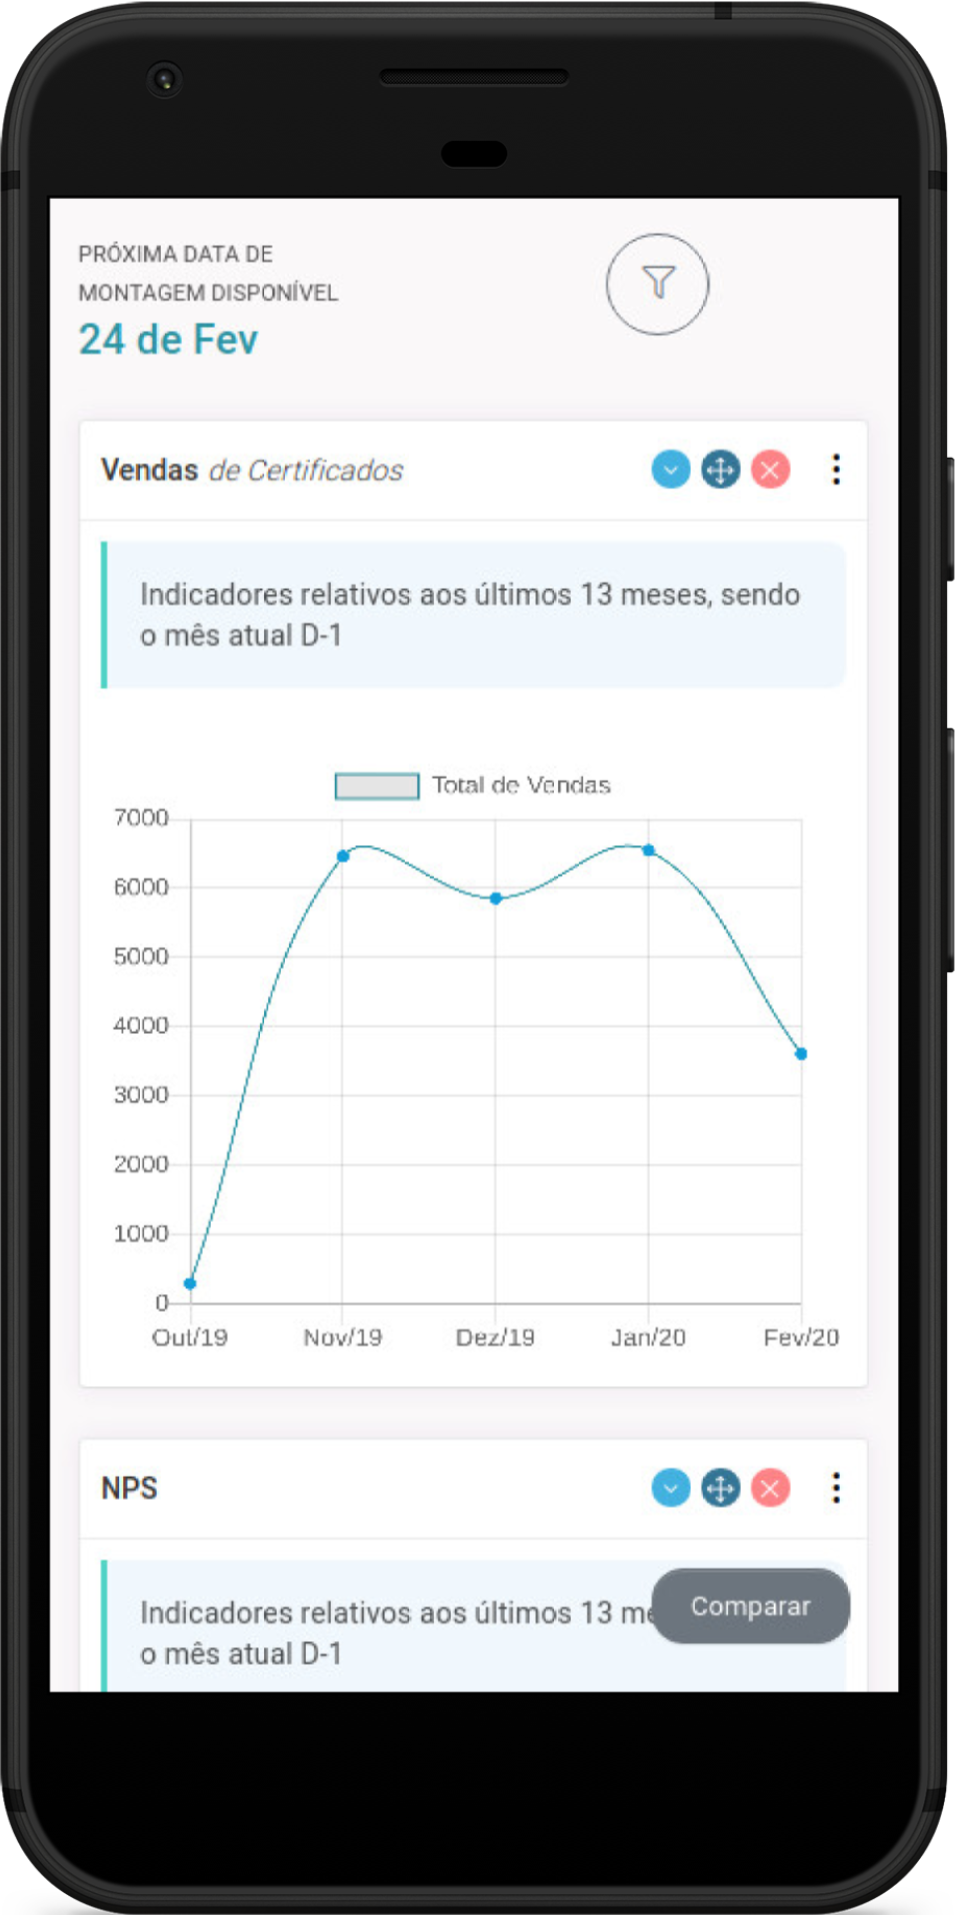 PRÓXIMA DATA DE
MONTAGEM DISPONÍVEL
24 de Fev
Vendas de Certificados
Indicadores relativos aos últimos 13 meses, sendo
o mês atual D-1
Total de Vendas
7000
6000
5000
4000
3000
2000
1000
0
Out/19 Nov/19 Dez/19 Jan/20 Fev/20
NPS
Indicadores relativos aos últimos 13
Comparar
o mês atual D-1